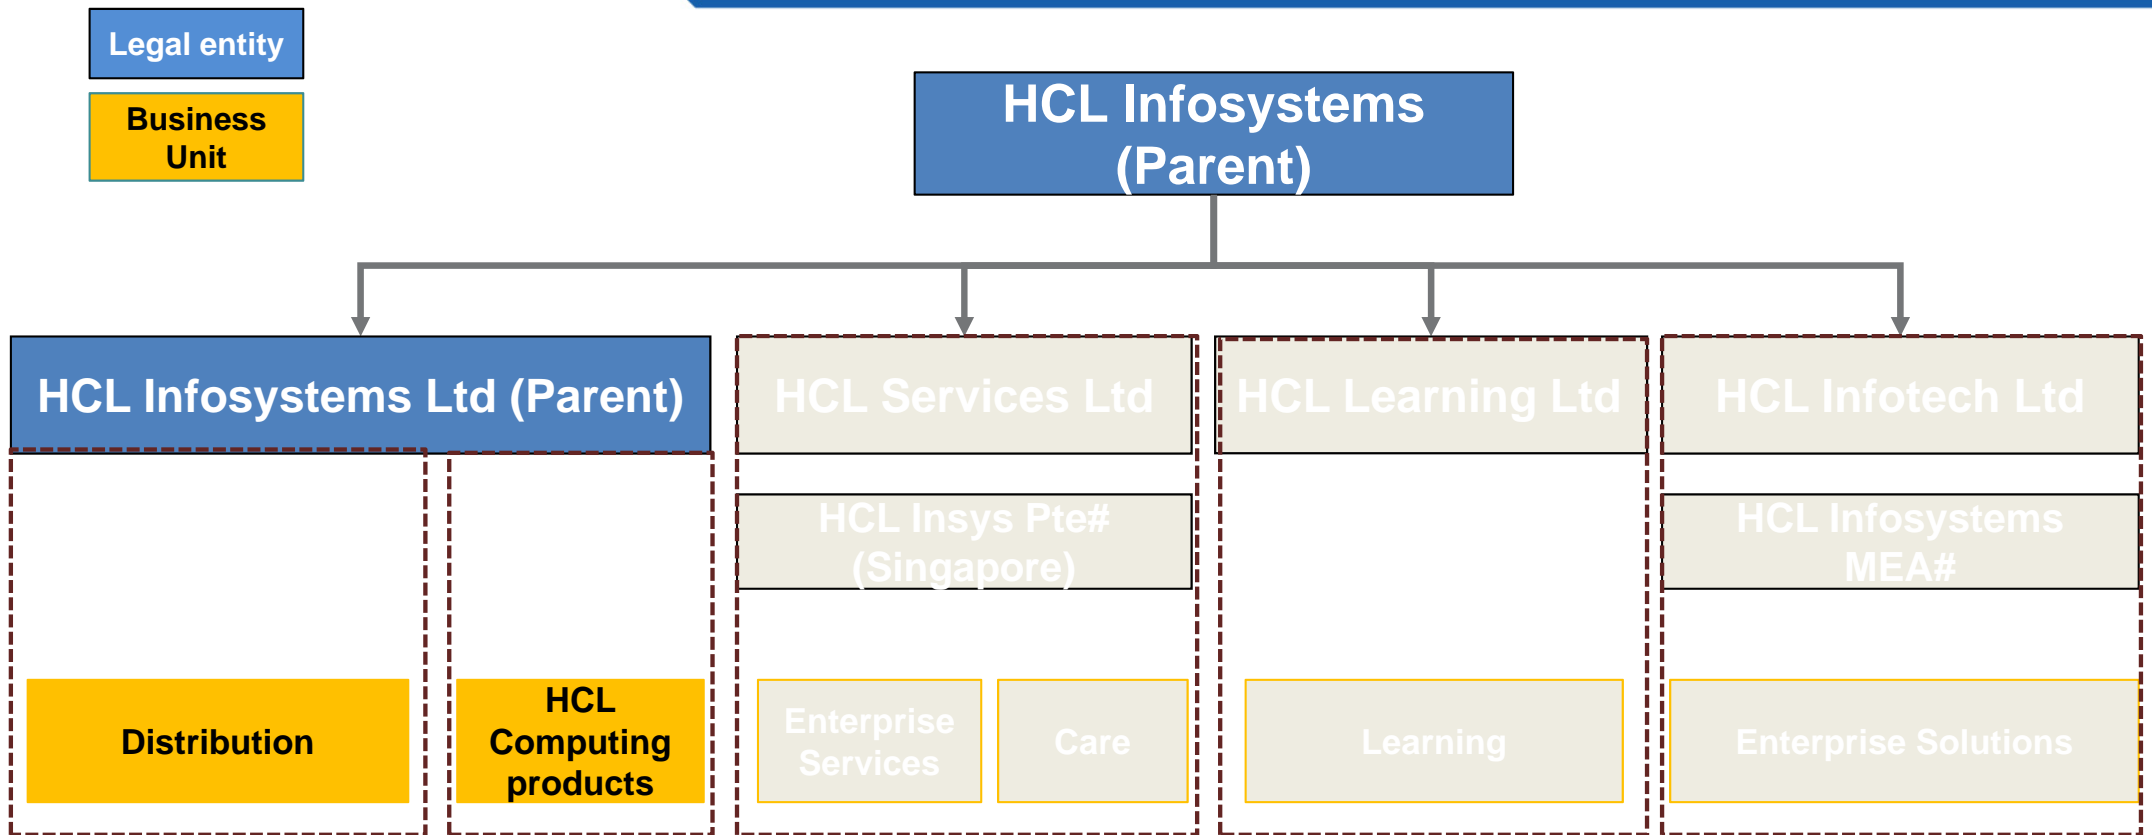 Legal entity
Business
Unit
HCL Infosystems
(Parent)
HCL Infosystems Ltd (Parent)
HCL Services Ltd
HCL Learning Ltd
HCL Infotech Ltd
HCL Insys Pte#
(Singapore)
HCL Infosystems
MEA#
Distribution
HCL
Computing
products
Enterprise
Services
Care
Learning
Enterprise Solutions